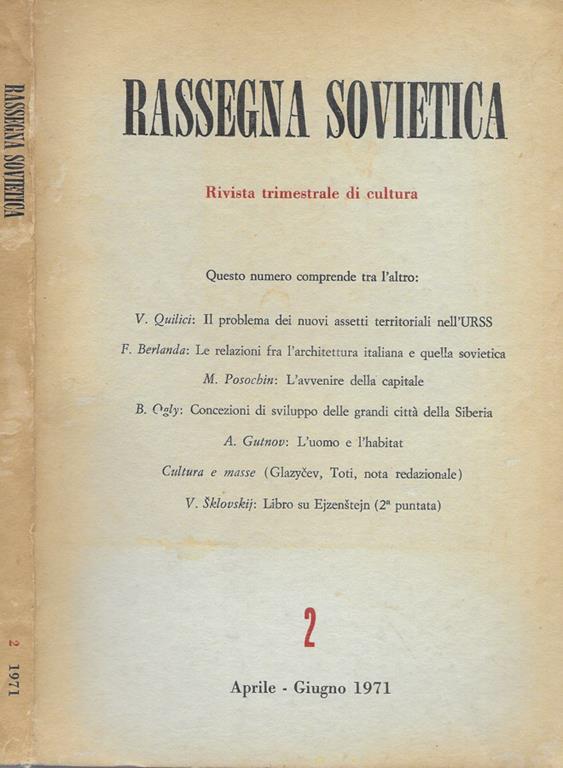 RASSEGNA SOVIETICA
2 1971
RASSEGNA SOVIETICA
Rivista trimestrale di cultura
Questo numero comprende tra l'altro:
V. Quilici: Il problema dei nuovi assetti territoriali nell'URSS
F. Berlanda: Le relazioni fra l'architettura italiana e quella sovietica
M. Posochin: L'avvenire della capitale
B. Ogly: Concezioni di sviluppo delle grandi città della Siberia
A. Gutnov: L'uomo e l'habitat
Cultura e masse (Glazyčev, Toti, nota redazionale)
V. Šklovskij: Libro su Ejzenštejn (2ª puntata)
2
Aprile - Giugno 1971